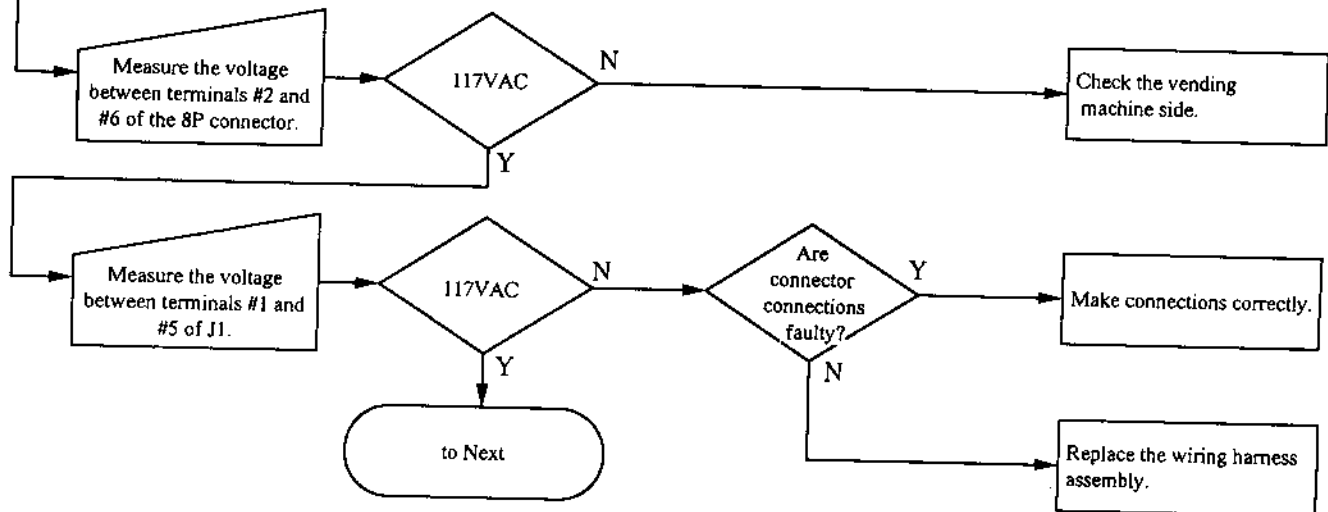 Measure the voltage
between terminals #2 and
#6 of the 8P connector.
117VAC
N
Check the vending
machine side.
Y
Measure the voltage
between terminals #1 and
#5 of J1.
117VAC
N
Are
connector
connections
faulty?
Y
Make connections correctly.
Y
to Next
N
Replace the wiring harness
assembly.